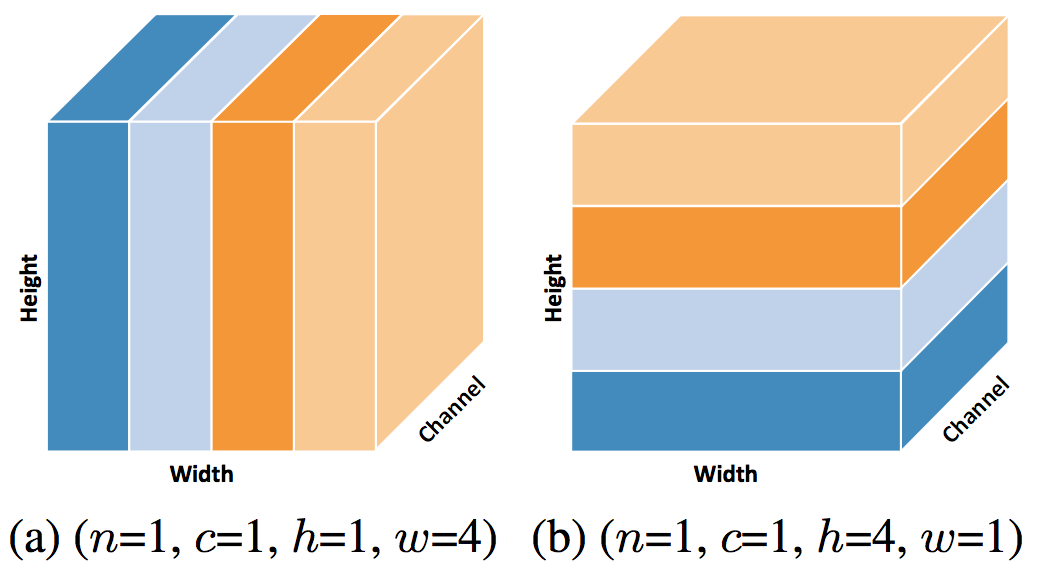 Height
Channel
Width
(a) (n=1, c=1, h=1, w=4)
Height
Channel
Width
(b) (n=1, c=1, h=4, w=1)